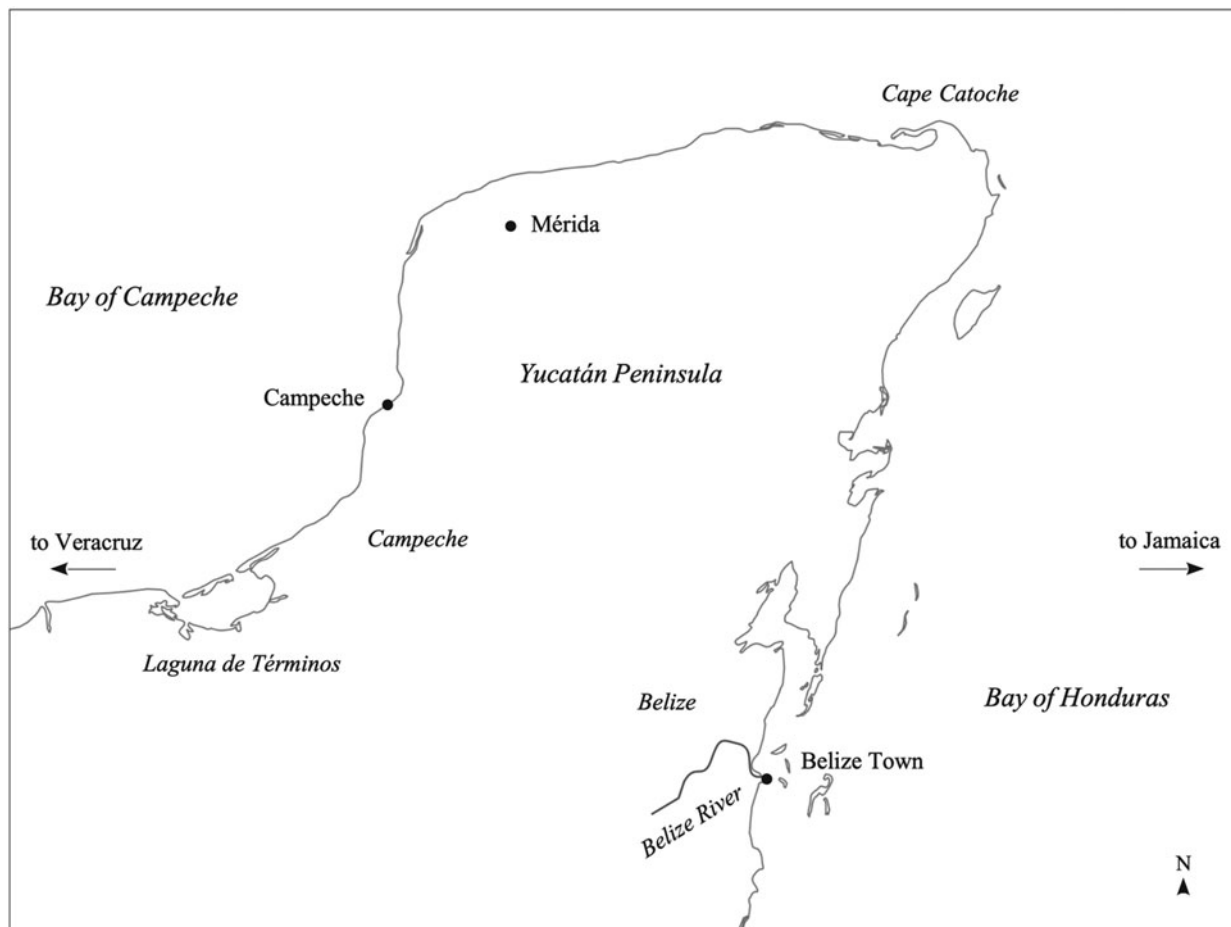 Cape Catoche
Mérida
Bay of Campeche
Yucatán Peninsula
Campeche
Campeche
to Veracruz
to Jamaica
Laguna de Términos
Belize
Bay of Honduras
Belize Town
Belize River
N